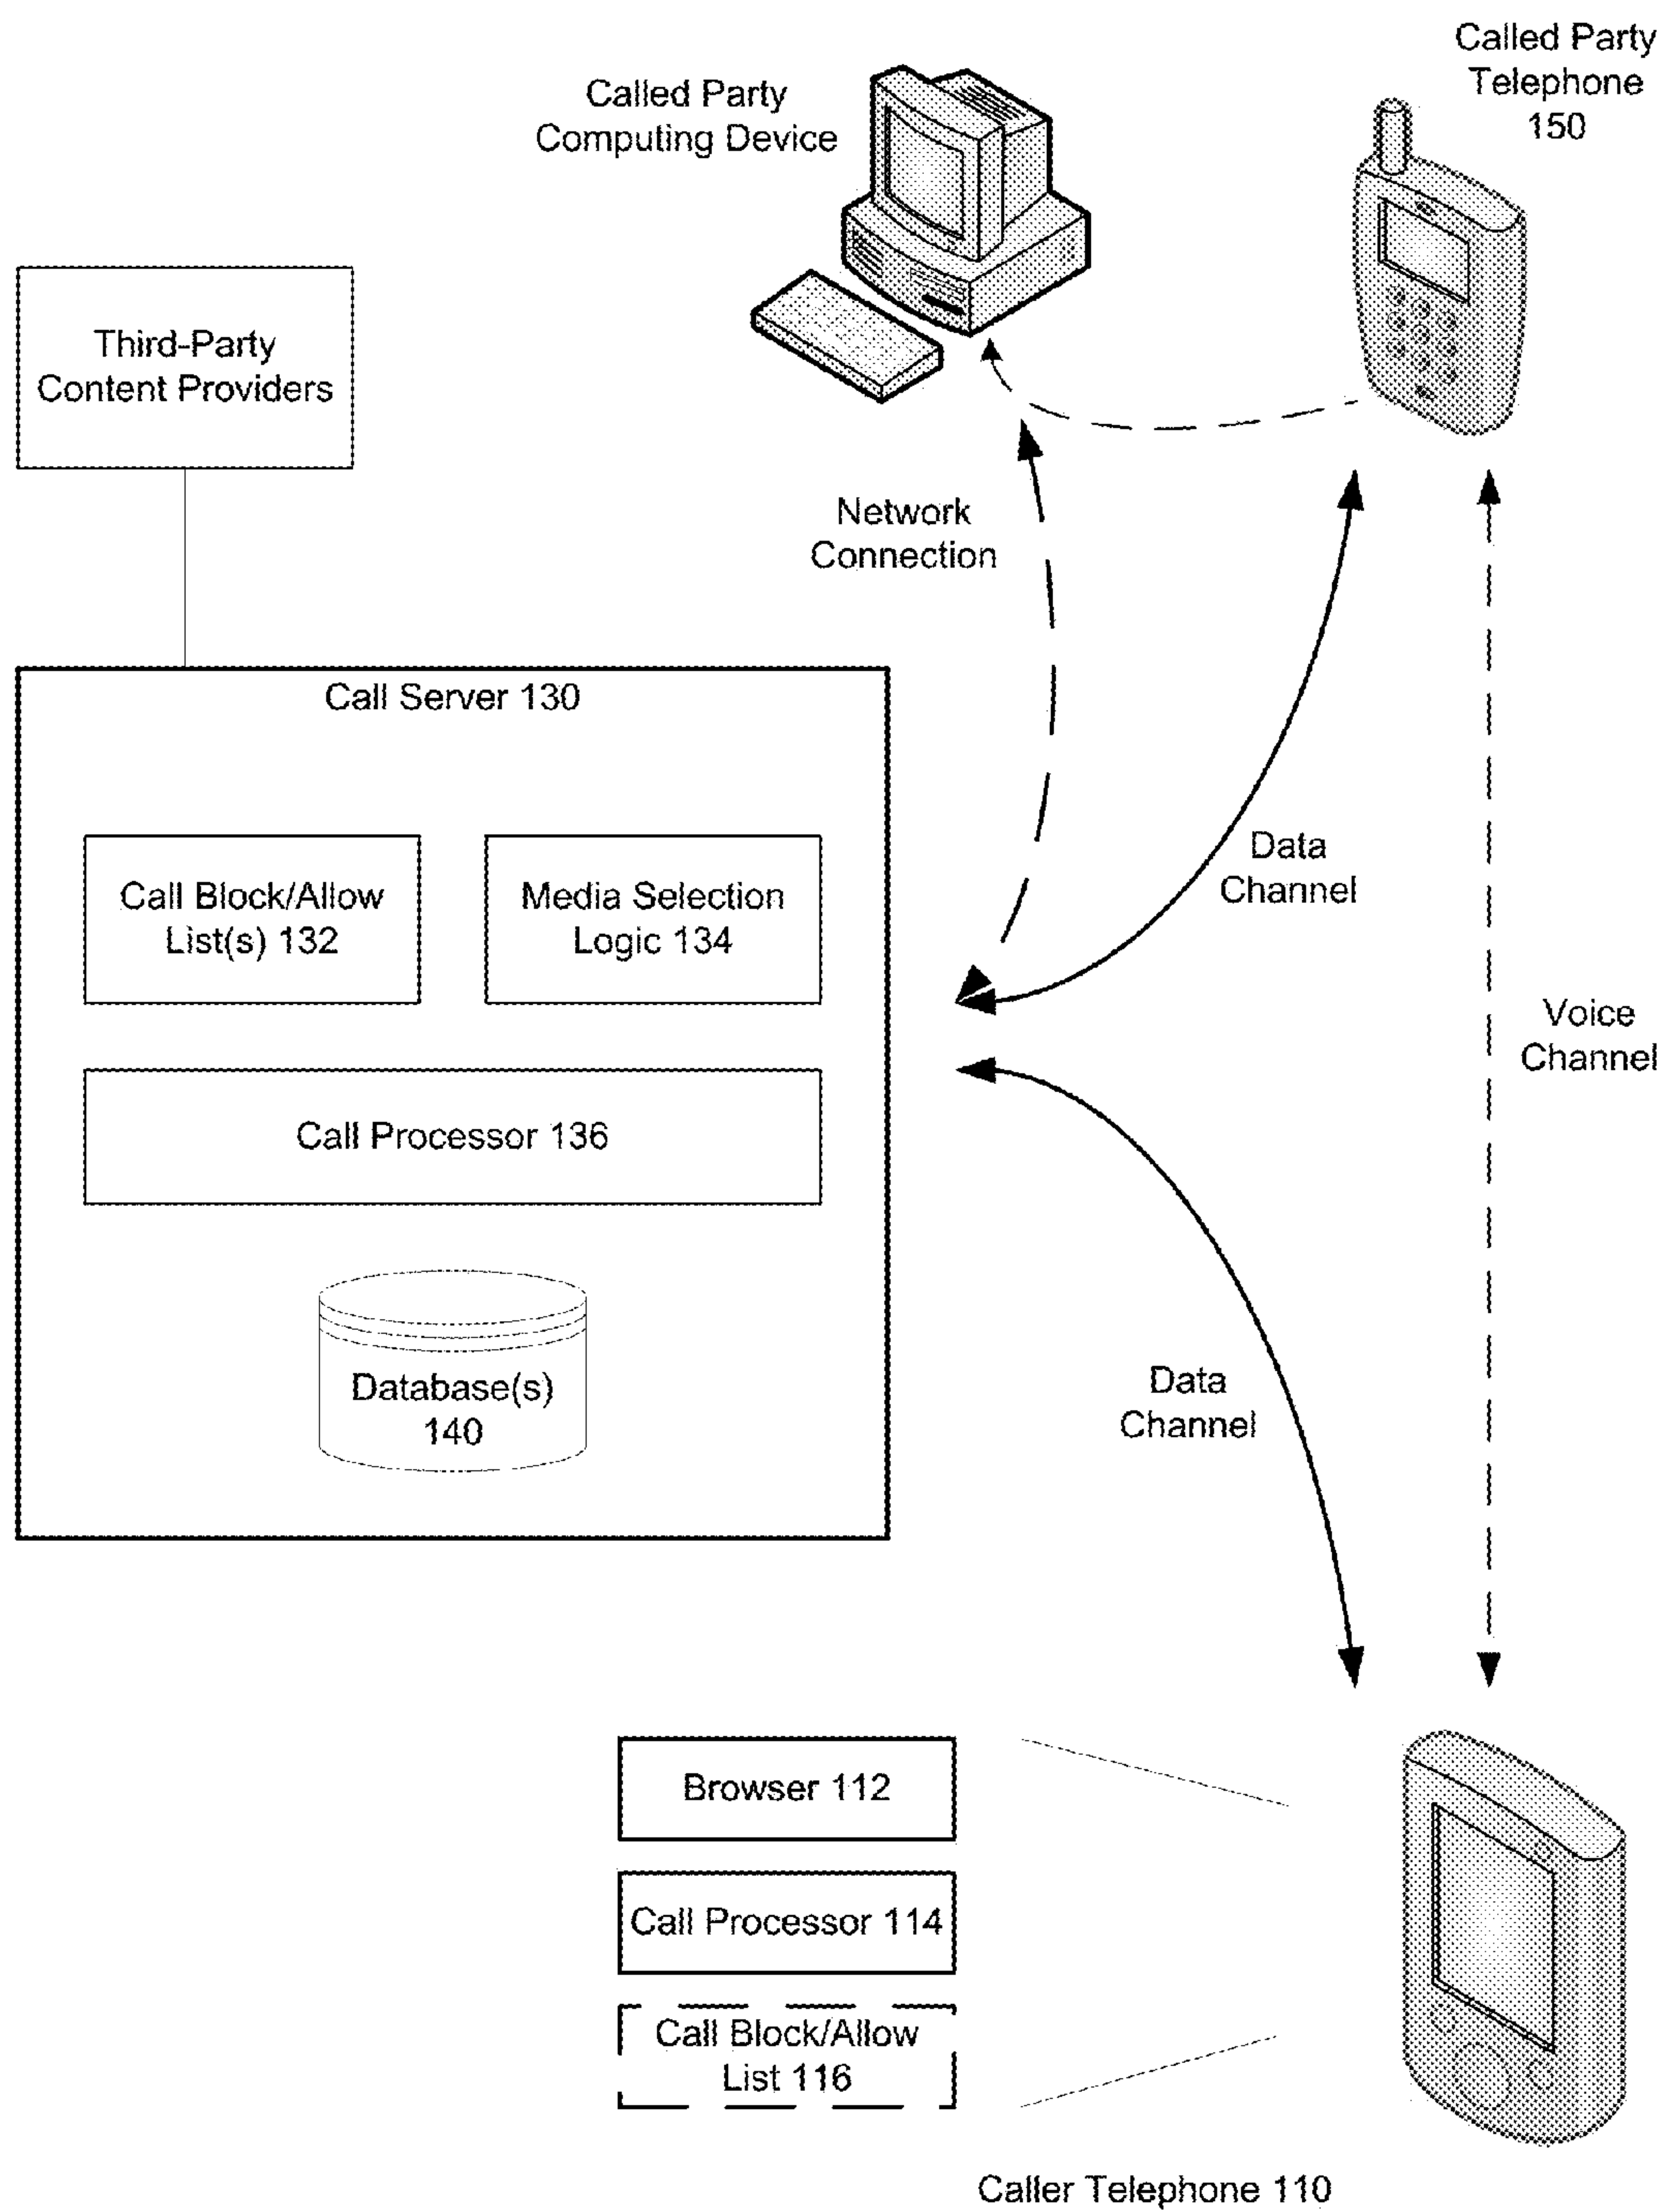 Called Party
Telephone
150
Called Party
Computing Device
Third-Party
Content Providers
Network
Connection
Call Server 130
Call Block/Allow
List(s) 132
Media Selection
Logic 134
Data
Channel
Voice
Channel
Call Processor 136
Database(s)
140
Data
Channel
Browser 112
Call Processor 114
Call Block/Allow
List 116
Caller Telephone 110